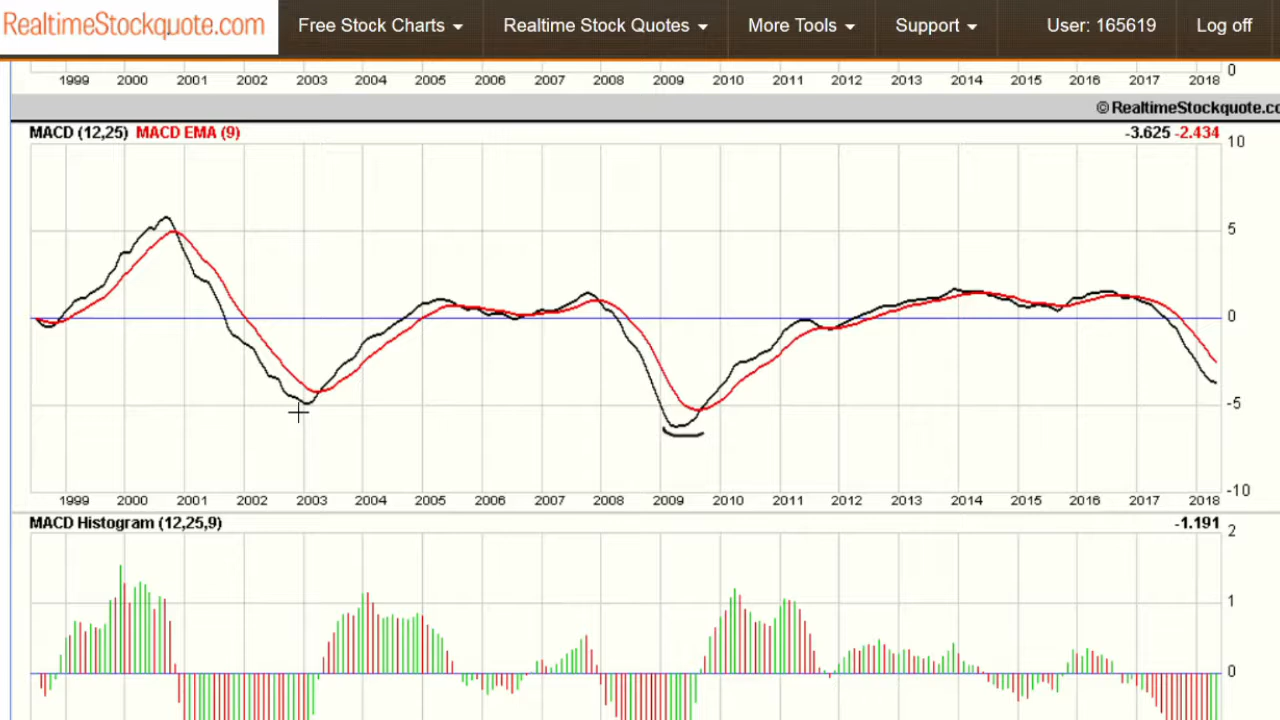 RealtimeStockquote.com Free Stock Charts Realtime Stock Quotes More Tools Support User: 165619 Log off
0
1999 2000 2001 2002 2003 2004 2005 2006 2007 2008 2009 2010 2011 2012 2013 2014 2015 2016 2017 2018
© RealtimeStockquote.co
MACD (12,25) MACD EMA (9) -3.625 -2.434
10
5
0
-5
-10
1999 2000 2001 2002 2003 2004 2005 2006 2007 2008 2009 2010 2011 2012 2013 2014 2015 2016 2017 2018
MACD Histogram (12,25,9) -1.191
2
1
0